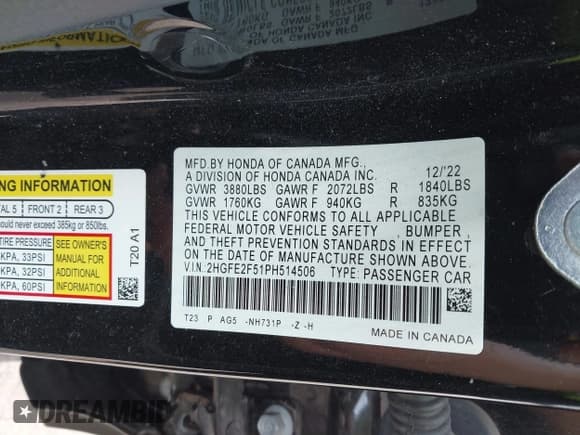 MFD.BY HONDA OF CANADA MFG.,
A DIVISION OF HONDA CANADA INC. 12/'22
GVWR 3880LBS GAWR F 2072LBS R 1840LBS
GVWR 1760KG GAWR F 940KG R 835KG
THIS VEHICLE CONFORMS TO ALL APPLICABLE
FEDERAL MOTOR VEHICLE SAFETY , BUMPER ,
AND THEFT PREVENTION STANDARDS IN EFFECT
ON THE DATE OF MANUFACTURE SHOWN ABOVE.
V.I.N: 2HGFE2F51PH514506 TYPE: PASSENGER CAR
T23 P AG5 -NH731P -Z -H
MADE IN CANADA
NG INFORMATION
TAL 5 FRONT 2 REAR 3
ould never exceed 385kg or 850lbs.
TIRE PRESSURE
KPA, 33PSI
KPA, 32PSI
KPA, 60PSI
SEE OWNER'S
MANUAL FOR
ADDITIONAL
INFORMATION
T20 A1
DREAMBID